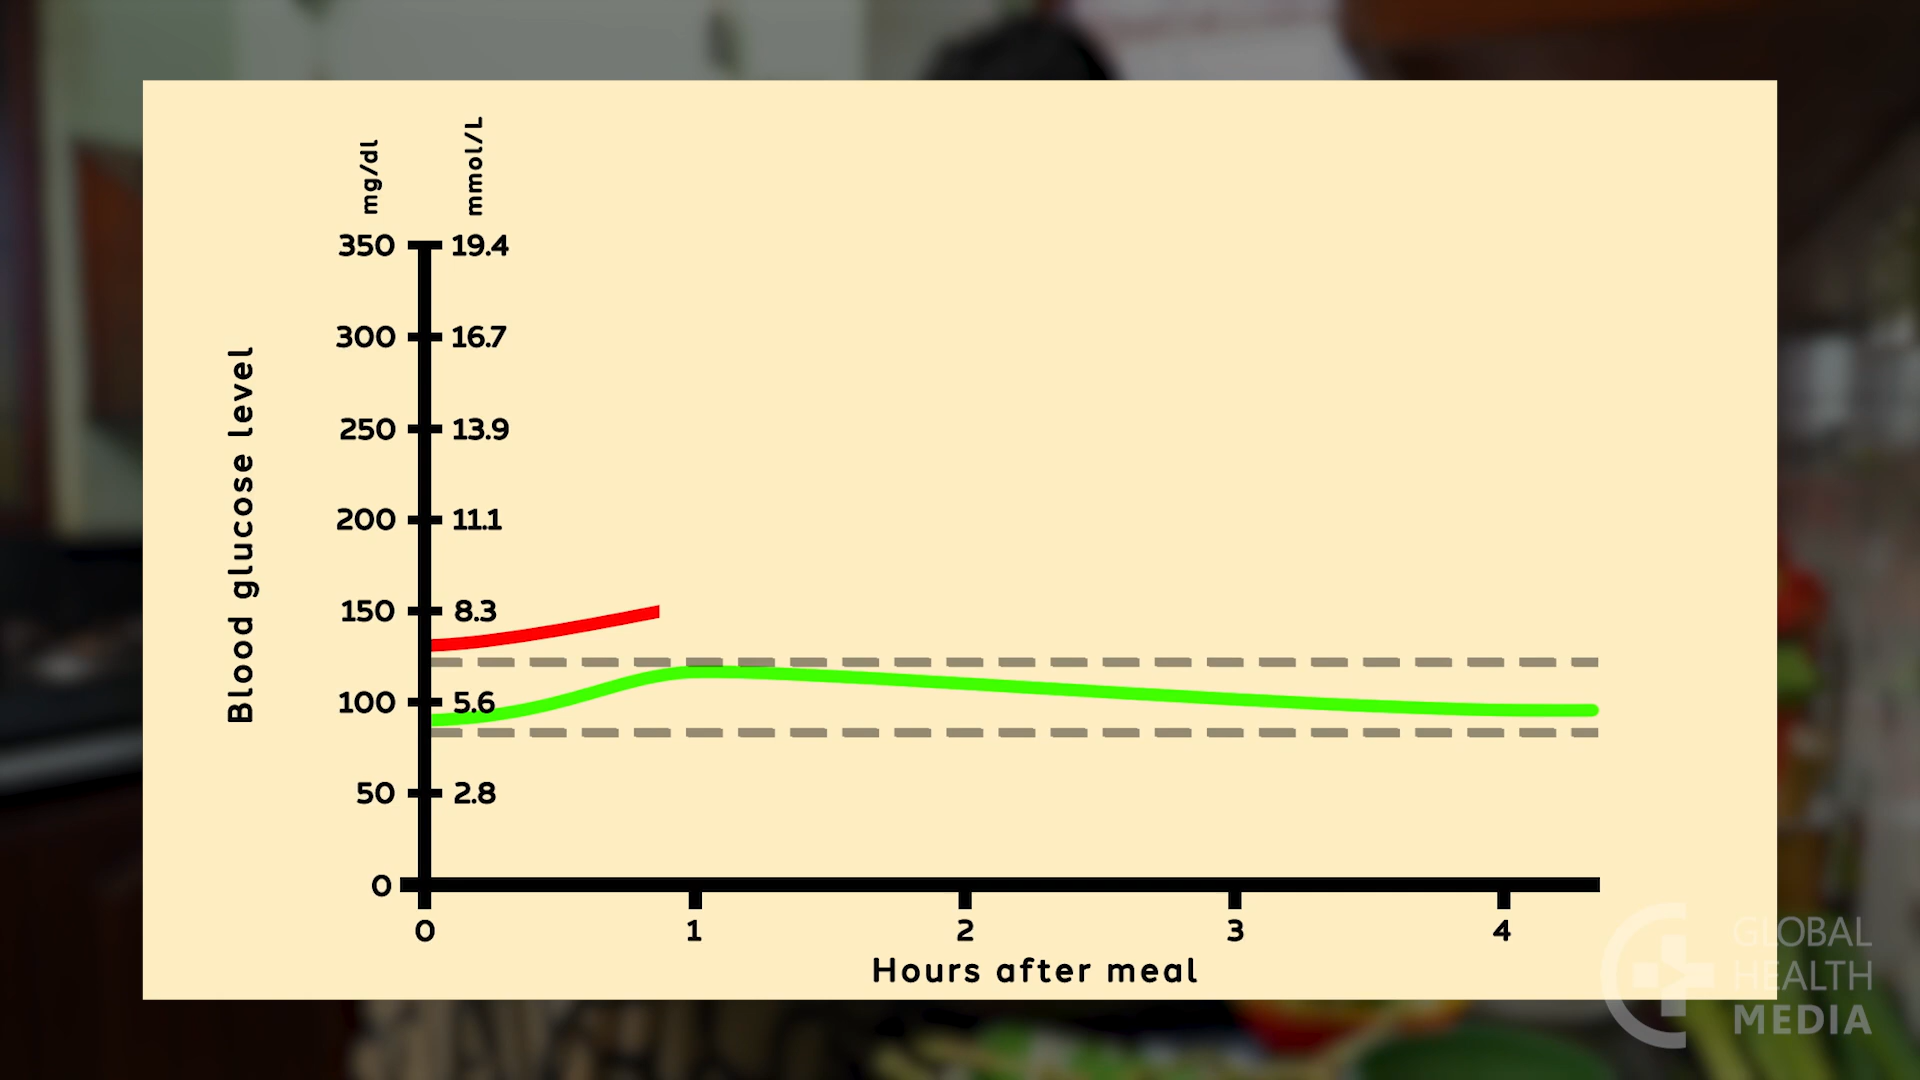 mg/dl
mmol/L
350 19.4
300 16.7
250 13.9
200 11.1
150 8.3
100 5.6
50 2.8
0
Blood glucose level
0 1 2 3 4
Hours after meal
GLOBAL
HEALTH
MEDIA